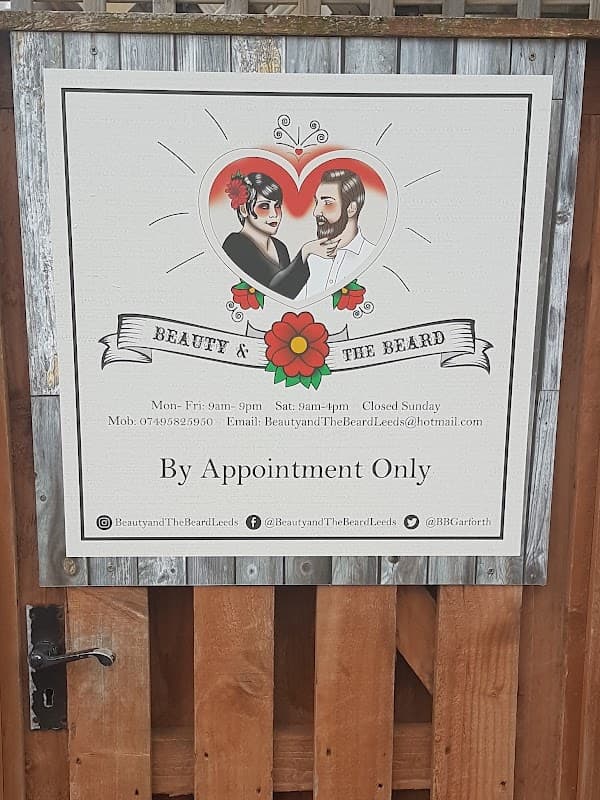 BEAUTY & THE BEARD
Mon- Fri: 9am- 9pm Sat: 9am-4pm Closed Sunday
Mob: 07495825950 Email: BeautyandTheBeardLeeds@hotmail.com
By Appointment Only
BeautyandTheBeardLeeds @BeautyandTheBeardLeeds @BBGarforth